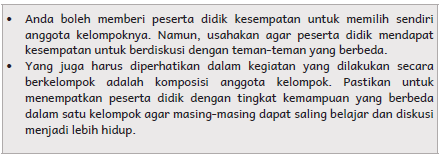 • Anda boleh memberi peserta didik kesempatan untuk memilih sendiri
anggota kelompoknya. Namun, usahakan agar peserta didik mendapat
kesempatan untuk berdiskusi dengan teman-teman yang berbeda.
• Yang juga harus diperhatikan dalam kegiatan yang dilakukan secara
berkelompok adalah komposisi anggota kelompok. Pastikan untuk
menempatkan peserta didik dengan tingkat kemampuan yang berbeda
dalam satu kelompok agar masing-masing dapat saling belajar dan diskusi
menjadi lebih hidup.